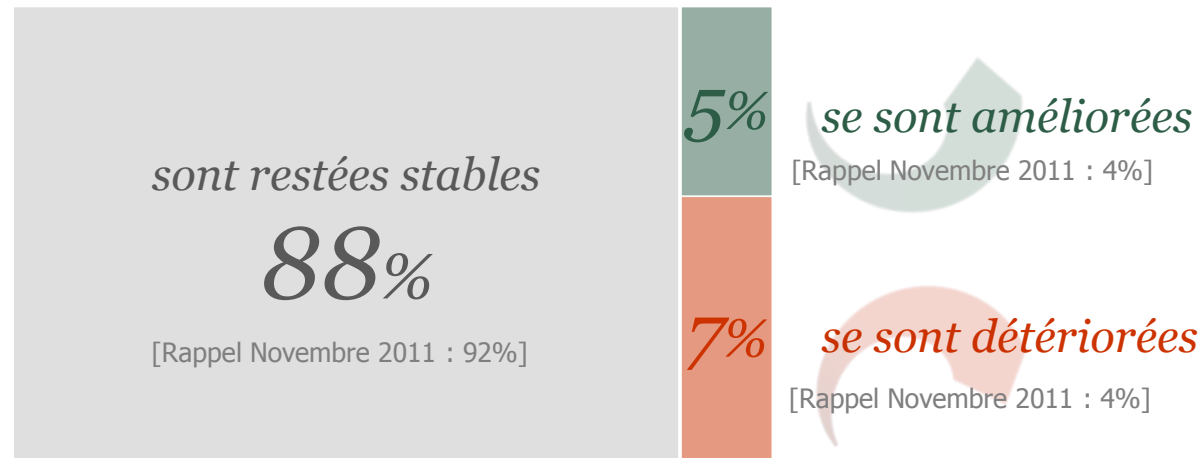 sont restées stables
88%
[Rappel Novembre 2011 : 92%]
5%
se sont améliorées
[Rappel Novembre 2011 : 4%]
7%
se sont détériorées
[Rappel Novembre 2011 : 4%]